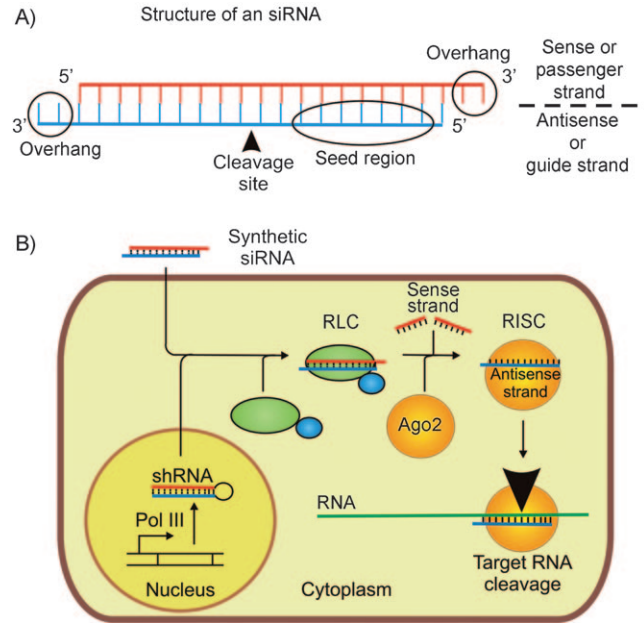 A)
Structure of an siRNA
Overhang
5’
3’
Sense or
passenger
strand
3’
5’
Overhang
Cleavage
site
Seed region
Antisense
or
guide strand
B)
Synthetic
siRNA
Sense
strand
RLC
RISC
Antisense
strand
Ago2
shRNA
Pol III
RNA
Nucleus
Cytoplasm
Target RNA
cleavage